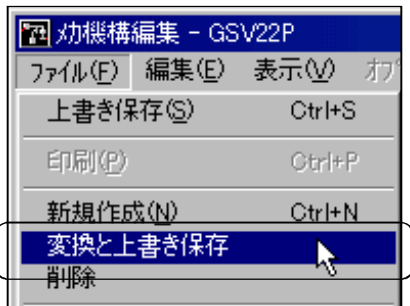 メカ機構編集 - GSV22P
ファイル(F) 編集(E) 表示(V) オプ
上書き保存(S) Ctrl+S
印刷(P) Ctrl+P
新規作成(N) Ctrl+N
変換と上書き保存
削除